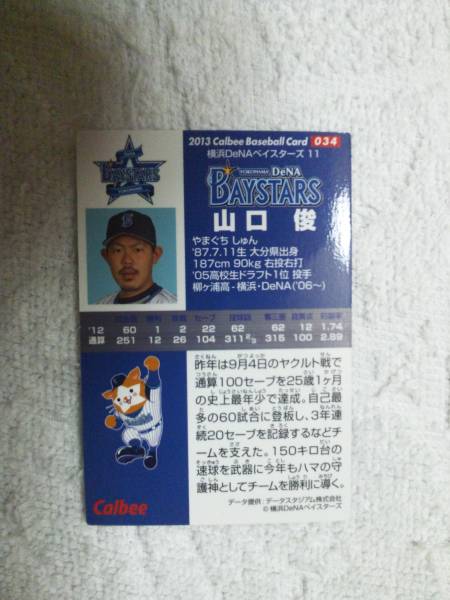 2013 Calbee Baseball Card 034
横浜DeNAベイスターズ 11
YOKOHAMA DeNA
BAYSTARS
山口 俊
やまぐち しゅん
'87.7.11生 大分県出身
187cm 90kg 右投右打
'05高校生ドラフト1位 投手
柳ヶ浦高-横浜・DeNA('06~)
'12 60 1 2 22 62 62 12 1.74
通算 251 12 26 104 311 2/3 315 100 2.89
昨年は9月4日のヤクルト戦で
通算100セーブを25歳1ヶ月
の史上最年少で達成。自己最
多の60試合に登板し、3年連
続20セーブを記録するなどチ
ームを支えた。150キロ台の
速球を武器に今年もハマの守
護神としてチームを勝利に導く。
Calbee
データ提供:データスタジアム株式会社
© 横浜DeNAベイスターズ